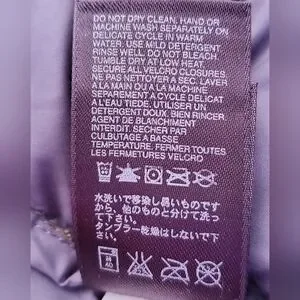 DO NOT DRY CLEAN. HAND OR
MACHINE WASH SEPARATELY ON
DELICATE CYCLE IN WARM
WATER. USE MILD DETERGENT.
RINSE WELL. DO NOT BLEACH.
TUMBLE DRY AT LOW HEAT.
SECURE ALL VELCRO CLOSURES.
NE PAS NETTOYER A SEC. LAVER
A LA MAIN OU A LA MACHINE
SEPAREMENT A CYCLE DELICAT
A L'EAU TIEDE. UTILISER UN
DETERGENT DOUX. BIEN RINCER.
AGENT DE BLANCHIMENT
INTERDIT. SECHER PAR
CULBUTAGE A BASSE
TEMPERATURE. FERMER TOUTES
LES FERMETURES VELCRO
水洗いで移染し易いものです
から、他のものと分けて洗っ
て下さい。
タンブラー乾燥はしないで下
さい。
40